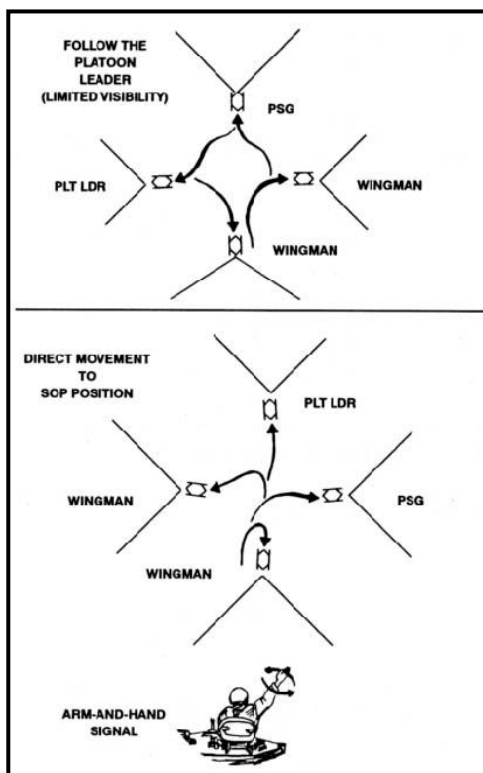 FOLLOW THE
PLATOON
LEADER
(LIMITED VISIBILITY)
PSG
PLT LDR
WINGMAN
WINGMAN
DIRECT MOVEMENT
TO
SOP POSITION
PLT LDR
WINGMAN
PSG
WINGMAN
ARM-AND-HAND
SIGNAL